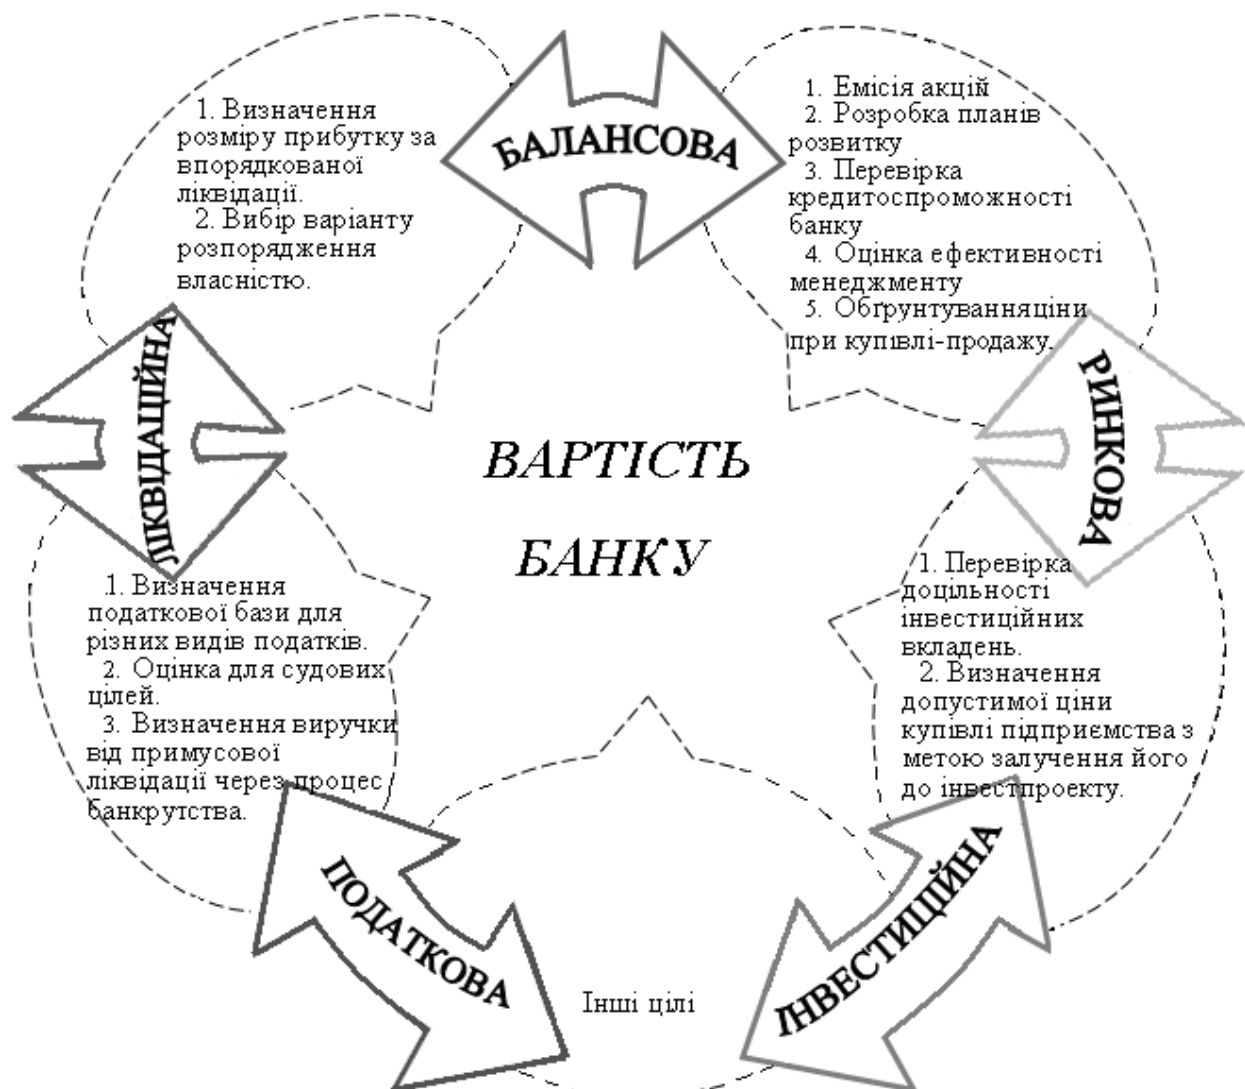 БАЛАНСОВА
1. Визначення
розміру прибутку за
впорядкованої
ліквідації.
2. Вибір варіанту
розпорядження
власністю.
1. Емісія акцій
2. Розробка планів
розвитку
3. Перевірка
кредитоспроможності
банку
4. Оцінка ефективності
менеджменту
5. Обґрунтуванняціни
при купівлі-продажу.
ЛІКВІДАЦІЙНА
РИНКОВА
ВАРТІСТЬ
БАНКУ
1. Визначення
податкової бази для
різних видів податків.
2. Оцінка для судових
цілей.
3. Визначення виручки
від примусової
ліквідації через процес
банкрутства.
1. Перевірка
доцільності
інвестиційних
вкладень.
2. Визначення
допустимої ціни
купівлі підприємства з
метою залучення його
до інвестпроекту.
ПОДАТКОВА
ІНВЕСТИЦІЙНА
Інші цілі